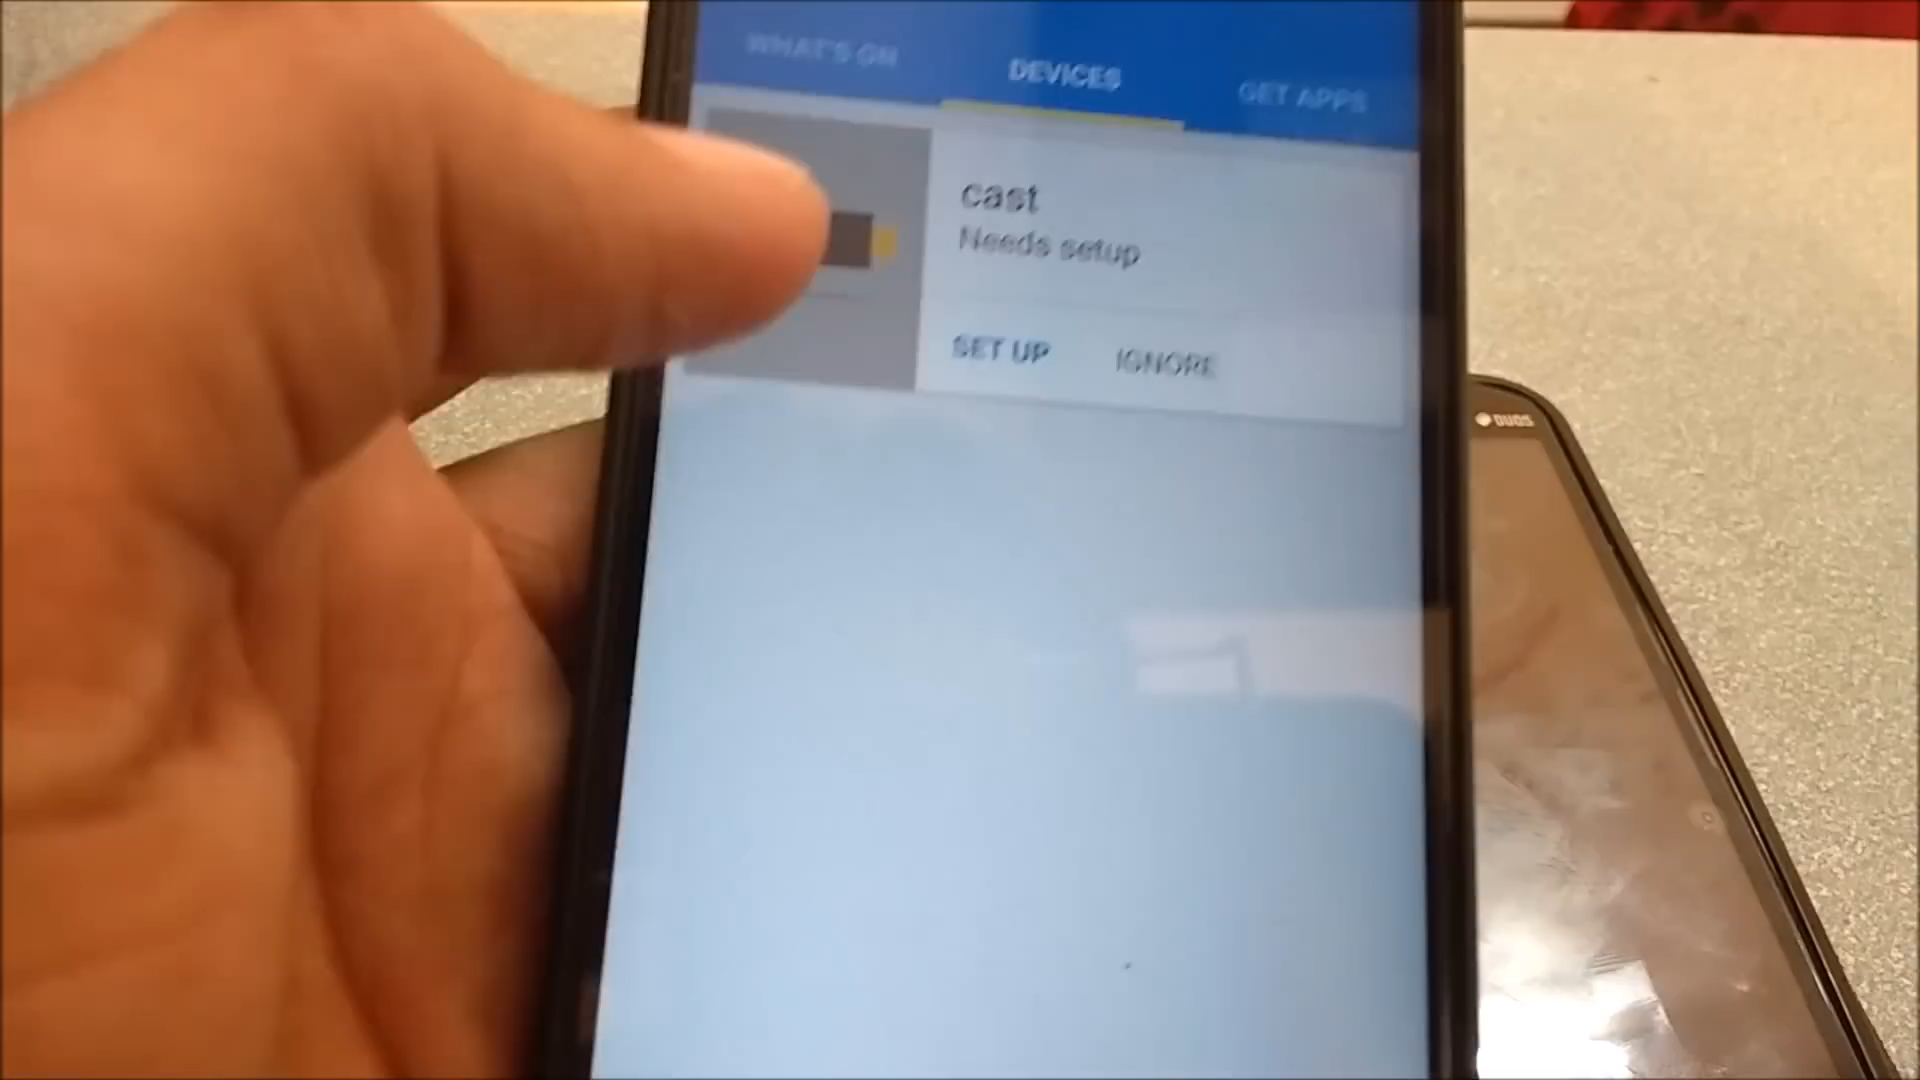 WHAT'S ON
DEVICES
GET APPS
cast
Needs setup
SET UP
IGNORE
DUOS